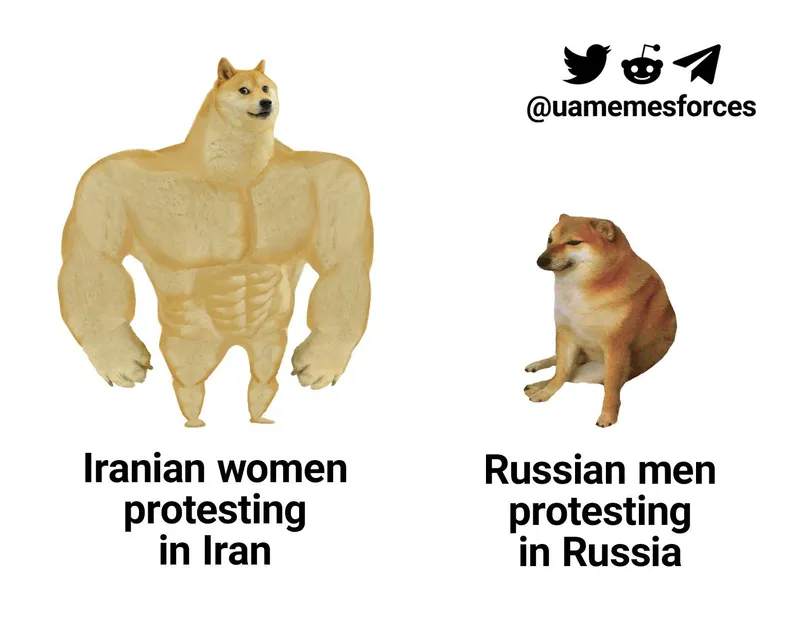 @uamemesforces
Iranian women
protesting
in Iran
Russian men
protesting
in Russia